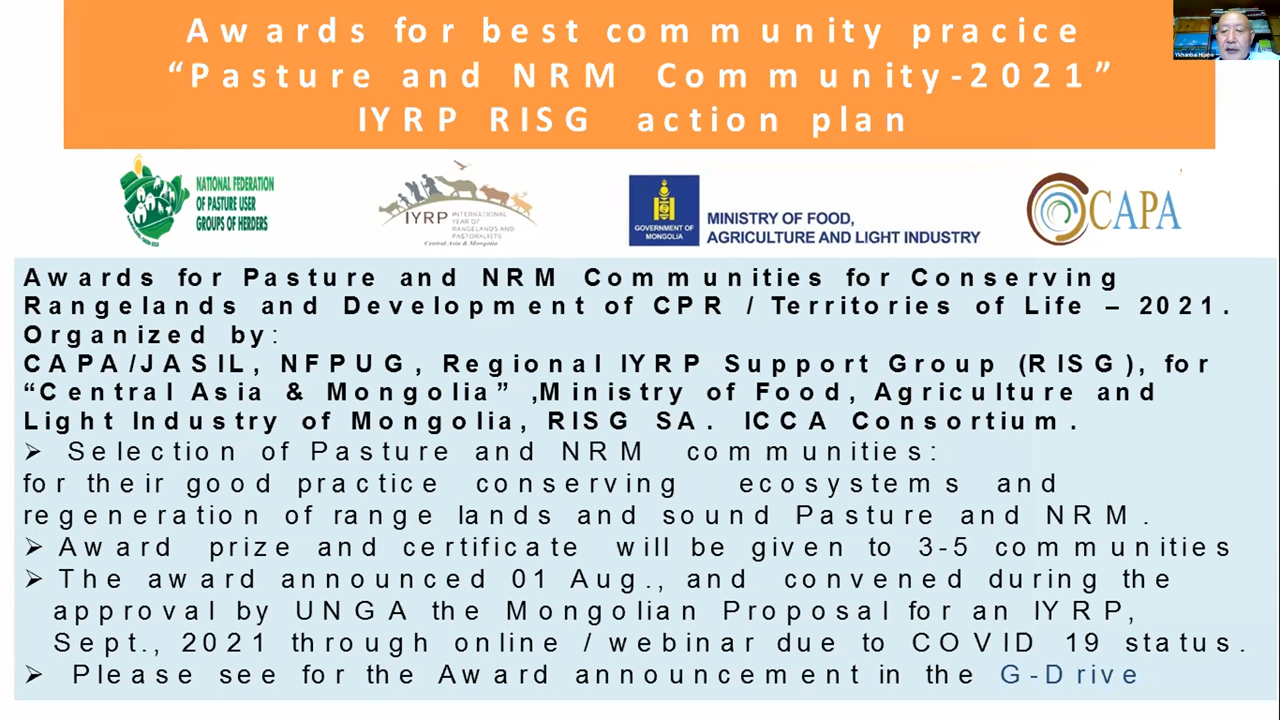 Awards for best community pracice
“Pasture and NRM Community-2021”
IYRP RISG action plan
NATIONAL FEDERATION
OF PASTURE USER
GROUPS OF HERDERS
IYRP
INTERNATIONAL
YEAR OF
RANGELANDS AND
PASTORALISTS
Central Asia & Mongolia
GOVERNMENT OF
MONGOLIA
MINISTRY OF FOOD,
AGRICULTURE AND LIGHT INDUSTRY
CAPA
Awards for Pasture and NRM Communities for Conserving
Rangelands and Development of CPR / Territories of Life – 2021.
Organized by:
CAPA/JASIL, NFPUG, Regional IYRP Support Group (RISG), for
“Central Asia & Mongolia” ,Ministry of Food, Agriculture and
Light Industry of Mongolia, RISG SA. ICCA Consortium.
➢ Selection of Pasture and NRM communities:
for their good practice conserving ecosystems and
regeneration of range lands and sound Pasture and NRM.
➢ Award prize and certificate will be given to 3-5 communities
➢ The award announced 01 Aug., and convened during the
approval by UNGA the Mongolian Proposal for an IYRP,
Sept., 2021 through online / webinar due to COVID 19 status.
➢ Please see for the Award announcement in the G-Drive